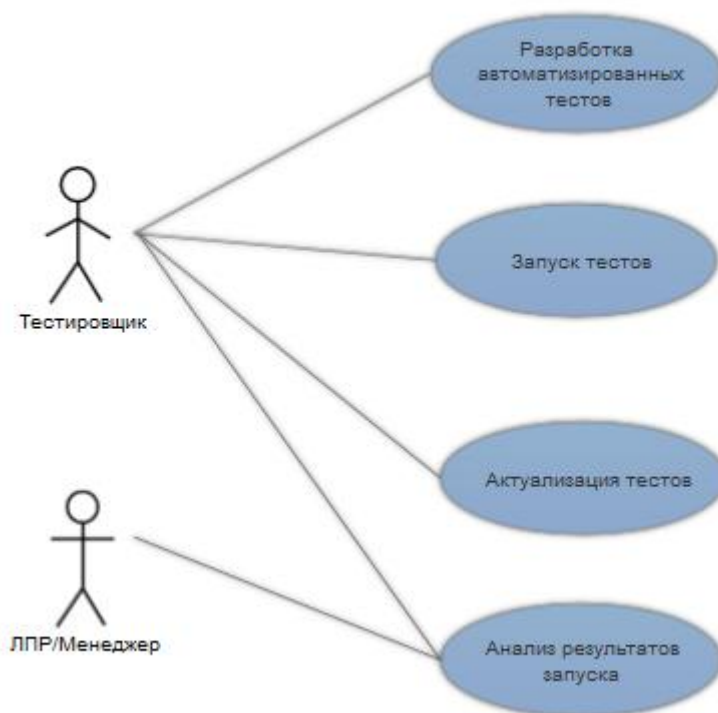 Разработка
автоматизированных
тестов
Запуск тестов
Тестировщик
Актуализация тестов
ЛПР/Менеджер
Анализ результатов
запуска